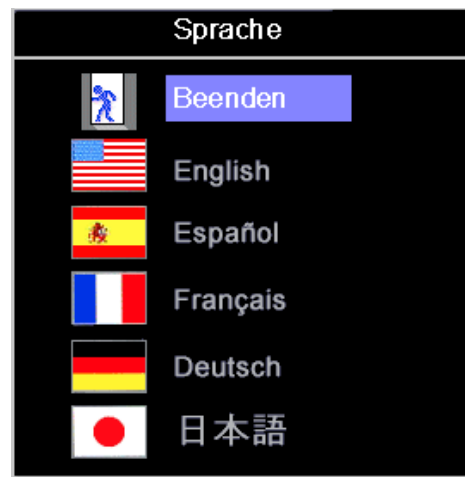 Sprache
Beenden
English
Español
Français
Deutsch
日本語